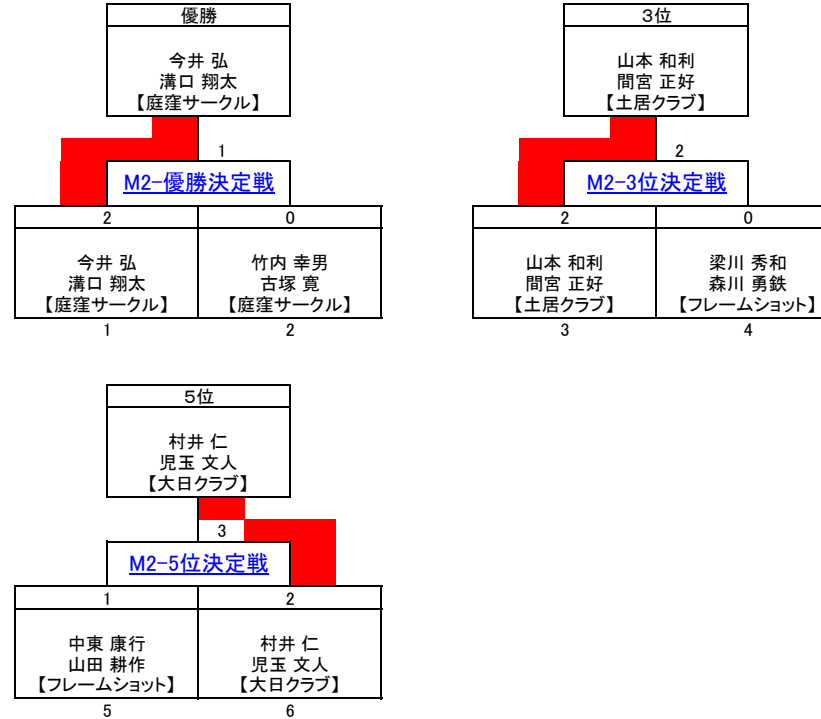 優勝
今井 弘
溝口 翔太
【庭窪サークル】
1
M2-優勝決定戦
2 0
今井 弘
溝口 翔太
【庭窪サークル】
竹内 幸男
古塚 寛
【庭窪サークル】
1 2
3位
山本 和利
間宮 正好
【土居クラブ】
2
M2-3位決定戦
2 0
山本 和利
間宮 正好
【土居クラブ】
梁川 秀和
森川 勇鉄
【フレームショット】
3 4
5位
村井 仁
児玉 文人
【大日クラブ】
3
M2-5位決定戦
1 2
中東 康行
山田 耕作
【フレームショット】
村井 仁
児玉 文人
【大日クラブ】
5 6